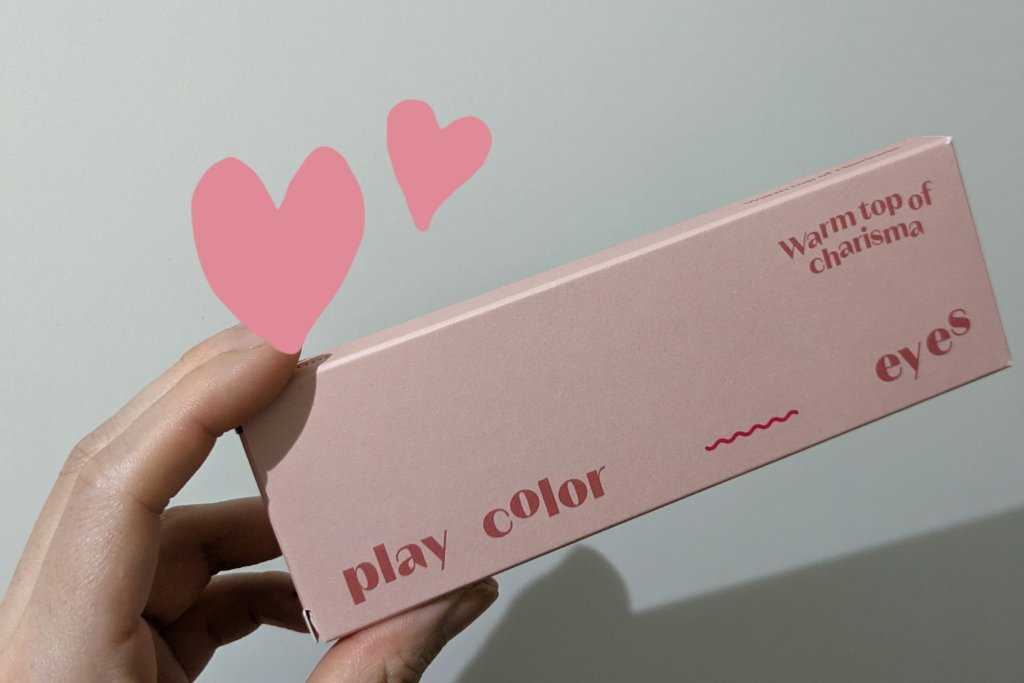 Warm top of
charisma
play color eyes